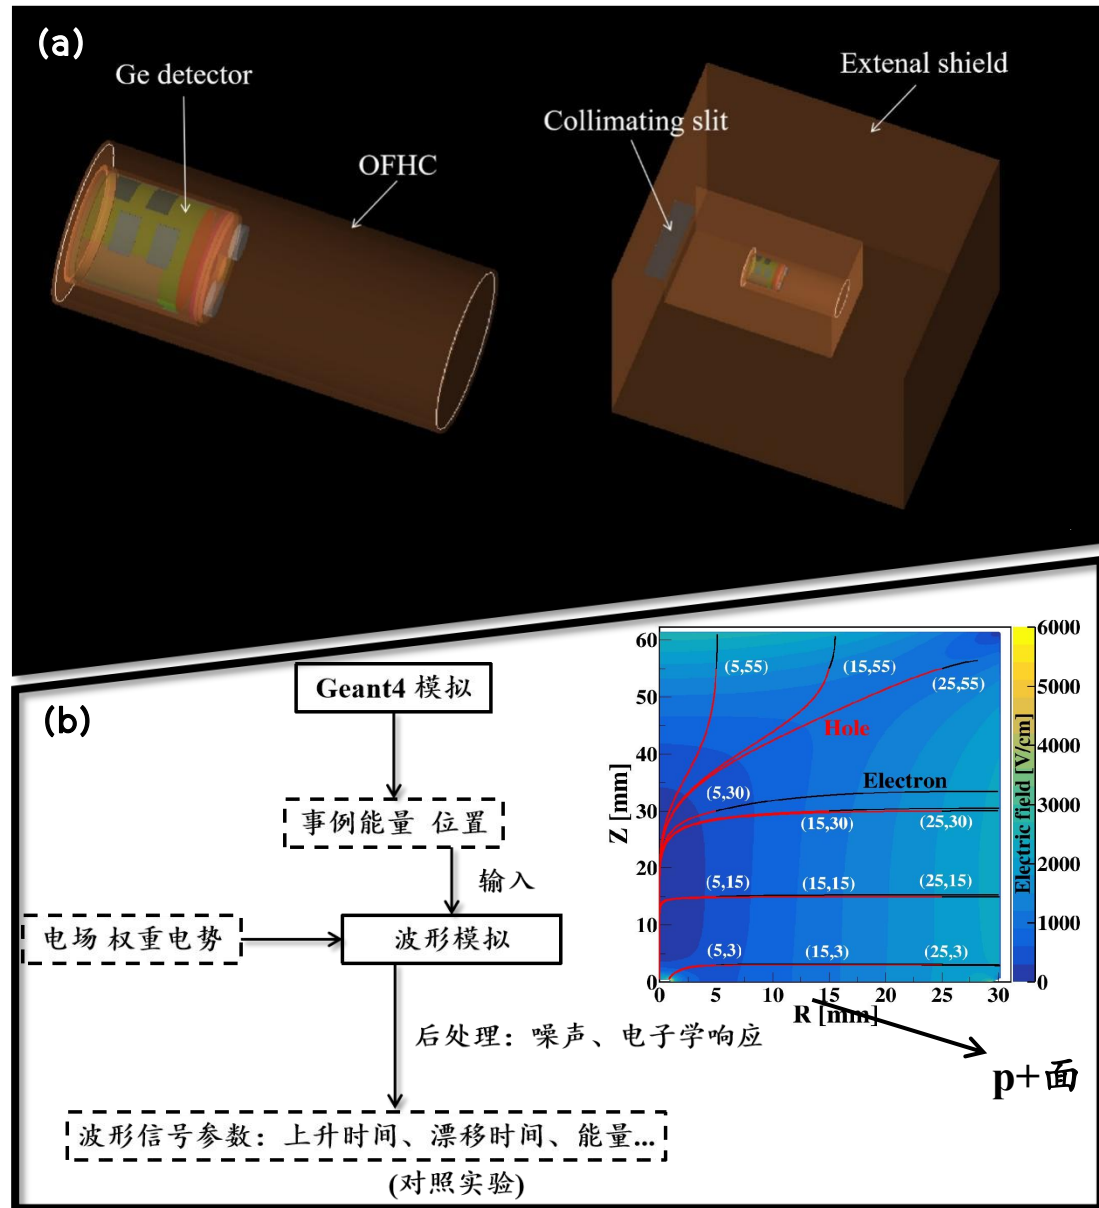 (a)
Ge detector
OFHC
Extenal shield
Collimating slit
(b)
Geant4 模拟
事例能量 位置
输入
电场 权重电势
波形模拟
后处理：噪声、电子学响应
波形信号参数：上升时间、漂移时间、能量...
(对照实验)
60
50
40
30
20
10
0
Z [mm]
(5,55)
(15,55)
(25,55)
Hole
Electron
(5,30)
(15,30)
(25,30)
(5,15)
(15,15)
(25,15)
(5,3)
(15,3)
(25,3)
0
5
10
15
20
25
30
R [mm]
6000
5000
4000
3000
2000
1000
0
Electric field [V/cm]
p+面